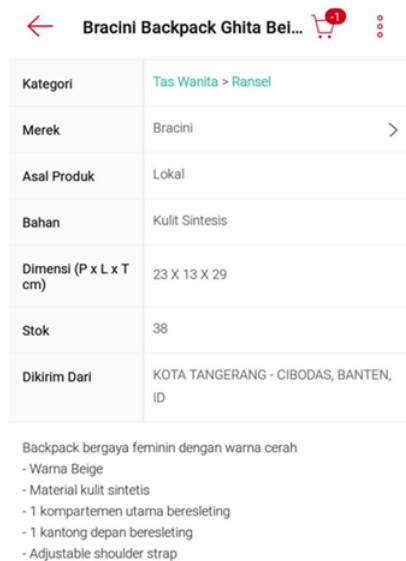 Bracini Backpack Ghita Bei...
-1
Kategori
Tas Wanita > Ransel
Merek
Bracini
Asal Produk
Lokal
Bahan
Kulit Sintesis
Dimensi (P x L x T
cm)
23 X 13 X 29
Stok
38
Dikirim Dari
KOTA TANGERANG - CIBODAS, BANTEN,
ID
Backpack bergaya feminin dengan warna cerah
- Warna Beige
- Material kulit sintetis
- 1 kompartemen utama beresleting
- 1 kantong depan beresleting
- Adjustable shoulder strap